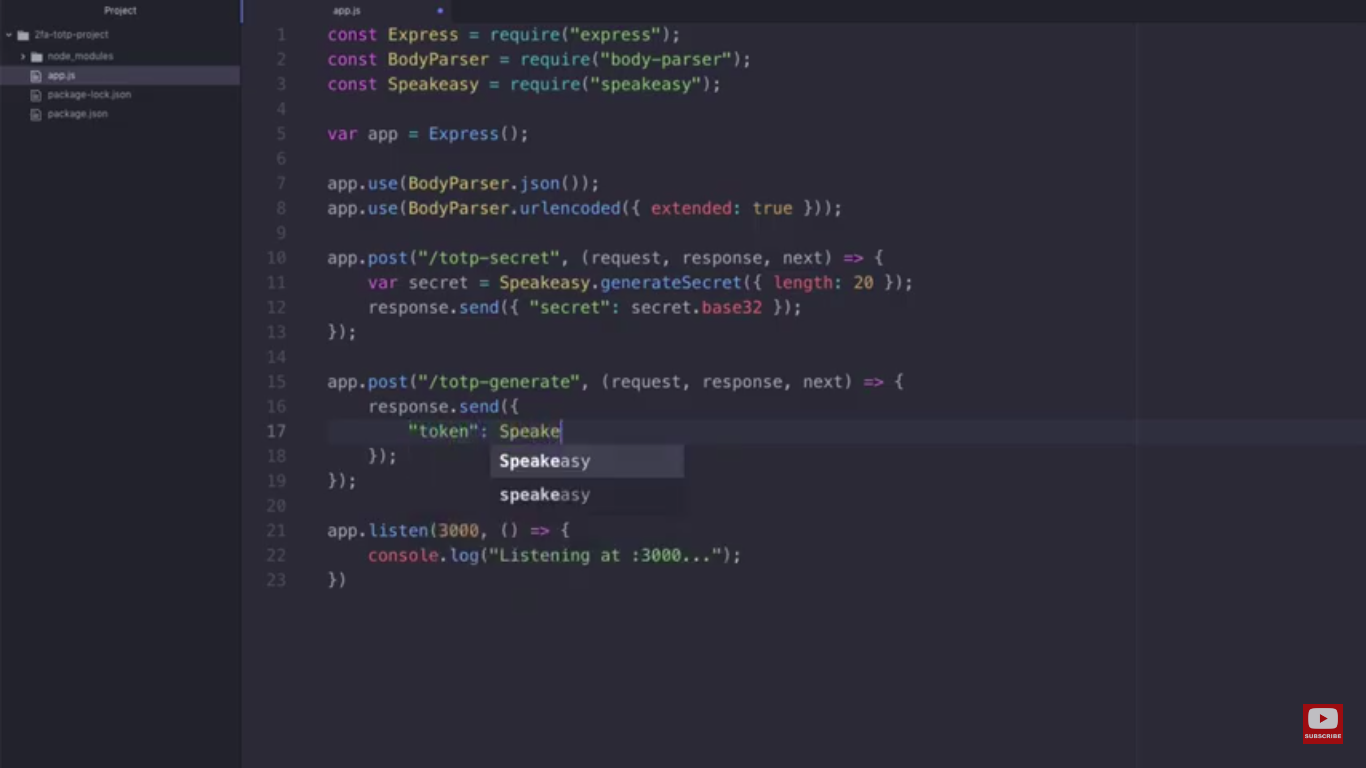 Project
2fa-totp-project
node_modules
app.js
package-lock.json
package.json
app.js
1 const Express = require("express");
2 const BodyParser = require("body-parser");
3 const Speakeasy = require("speakeasy");
4
5 var app = Express();
6
7 app.use(BodyParser.json());
8 app.use(BodyParser.urlencoded({ extended: true }));
9
10 app.post("/totp-secret", (request, response, next) => {
11 var secret = Speakeasy.generateSecret({ length: 20 });
12 response.send({ "secret": secret.base32 });
13 });
14
15 app.post("/totp-generate", (request, response, next) => {
16 response.send({
17 "token": Speake
Speakeasy
18 });
speakeasy
19 });
20
21 app.listen(3000, () => {
22 console.log("Listening at :3000...");
23 })
SUBSCRIBE